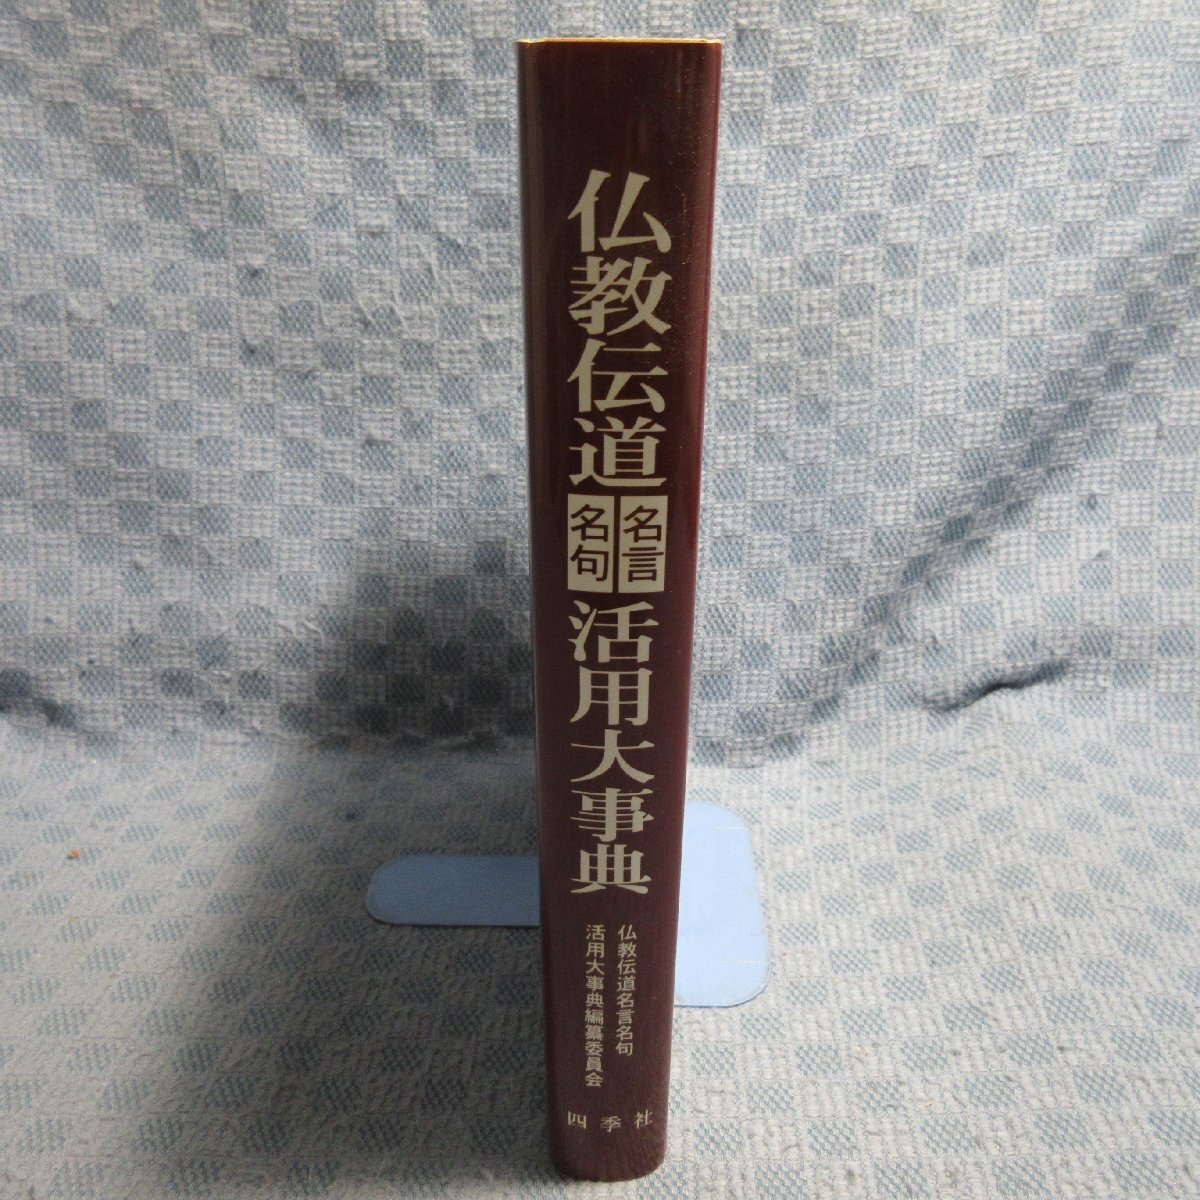 仏教伝道
名言
名句
活用大事典
仏教伝道名言名句
活用大事典編纂委員会
四季社